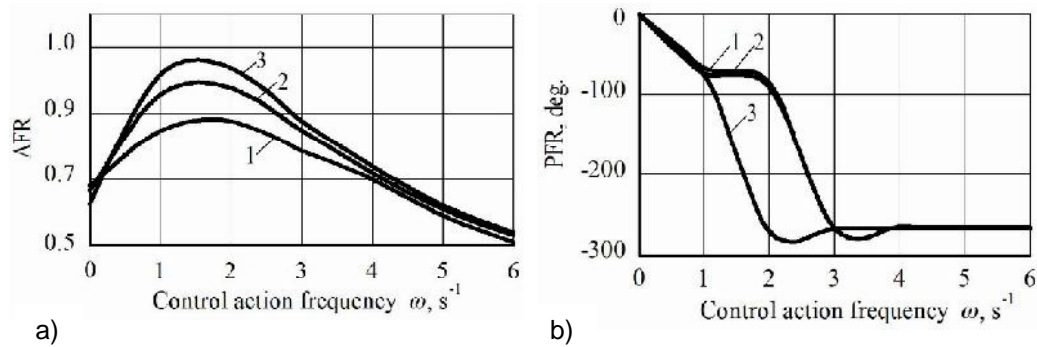 1.0
0.9
AFR
0.7
0.5
3
2
1
0 1 2 3 4 5 6
Control action frequency ω, s⁻¹
a)
0
-100
PFR, deg.
-200
-300
1 2
3
0 1 2 3 4 5 6
Control action frequency ω, s⁻¹
b)